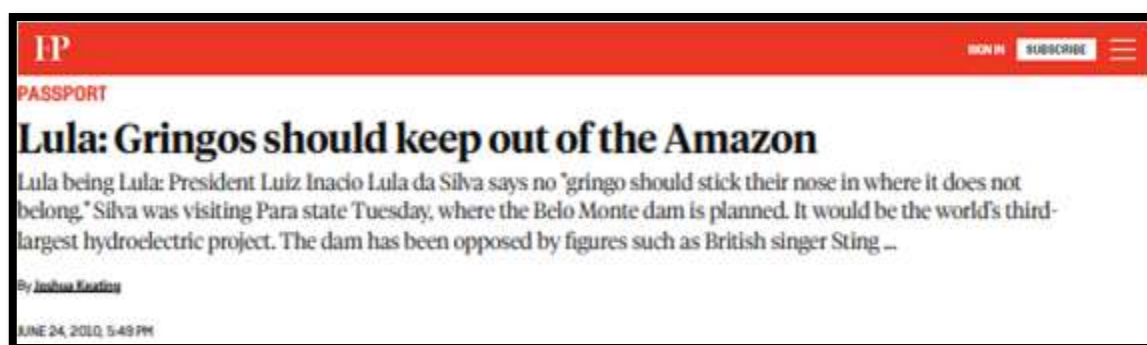 FP
SIGN IN SUBSCRIBE
PASSPORT
Lula: Gringos should keep out of the Amazon
Lula being Lula: President Luiz Inacio Lula da Silva says no "gringo should stick their nose in where it does not
belong." Silva was visiting Para state Tuesday, where the Belo Monte dam is planned. It would be the world's third-
largest hydroelectric project. The dam has been opposed by figures such as British singer Sting ...
By Joshua Keating
JUNE 24, 2010, 5:49 PM